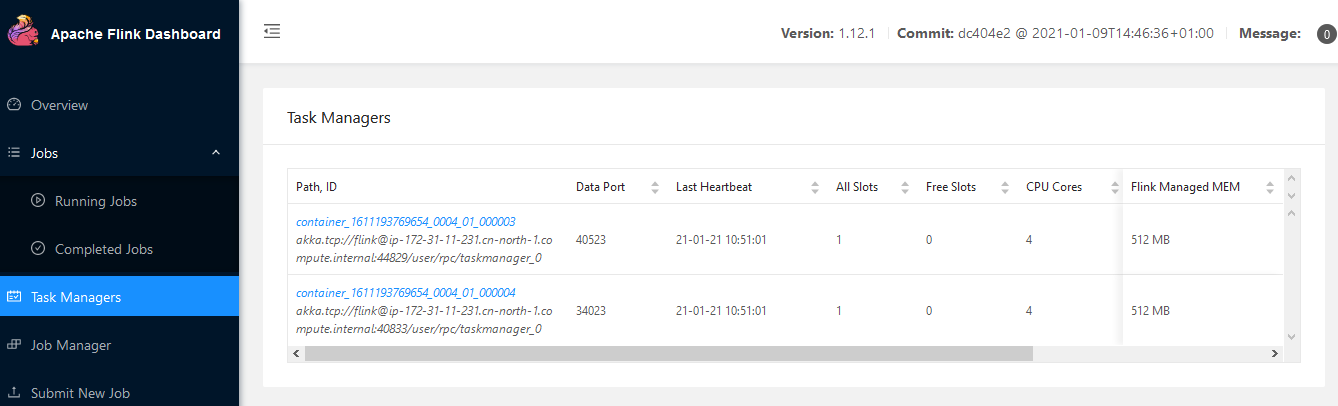 Apache Flink Dashboard
Version: 1.12.1 Commit: dc404e2 @ 2021-01-09T14:46:36+01:00 Message: 0
Overview
Jobs
Running Jobs
Completed Jobs
Task Managers
Job Manager
Submit New Job
Task Managers
Path, ID Data Port Last Heartbeat All Slots Free Slots CPU Cores Flink Managed MEM
container_1611193769654_0004_01_000003
akka.tcp://flink@ip-172-31-11-231.cn-north-1.co 40523 21-01-21 10:51:01 1 0 4 512 MB
mpute.internal:44829/user/rpc/taskmanager_0
container_1611193769654_0004_01_000004
akka.tcp://flink@ip-172-31-11-231.cn-north-1.co 34023 21-01-21 10:51:01 1 0 4 512 MB
mpute.internal:40833/user/rpc/taskmanager_0